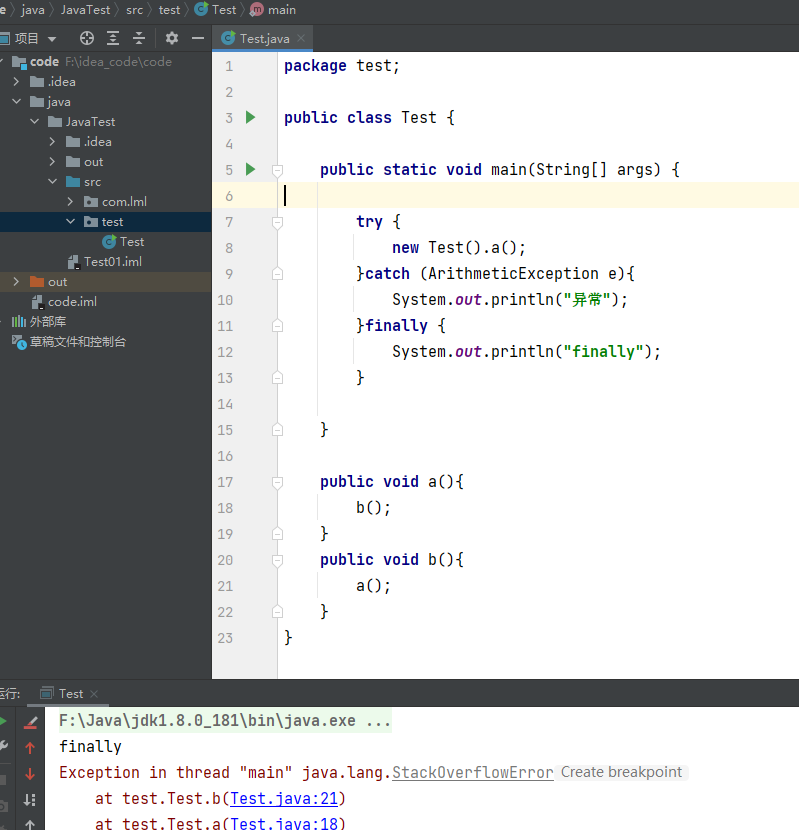 e java JavaTest src test Test main
项目
Test.java
code F:\idea_code\code
.idea
java
JavaTest
.idea
out
src
com.lml
test
Test
Test01.iml
out
code.iml
外部库
草稿文件和控制台
1 package test;
2
3 public class Test {
4
5 public static void main(String[] args) {
6
7 try {
8 new Test().a();
9 }catch (ArithmeticException e){
10 System.out.println("异常");
11 }finally {
12 System.out.println("finally");
13 }
14
15 }
16
17 public void a(){
18 b();
19 }
20 public void b(){
21 a();
22 }
23 }
运行: Test
F:\Java\jdk1.8.0_181\bin\java.exe ...
finally
Exception in thread "main" java.lang.StackOverflowError Create breakpoint
at test.Test.b(Test.java:21)
at test.Test.a(Test.java:18)